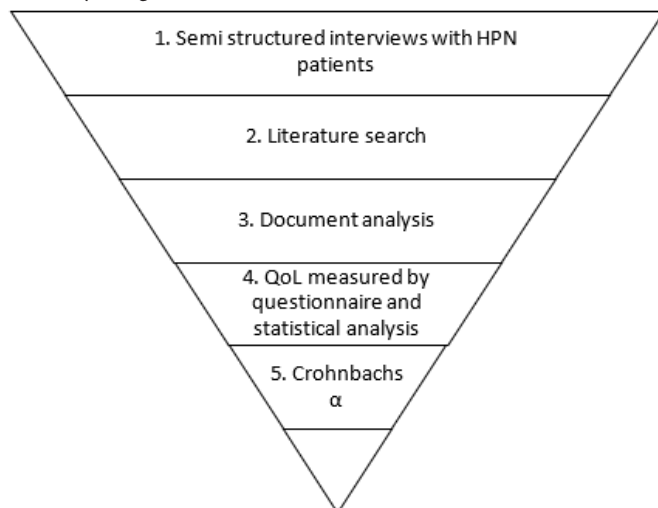 1. Semi structured interviews with HPN
patients
2. Literature search
3. Document analysis
4. QoL measured by
questionnaire and
statistical analysis
5. Crohnbachs
α